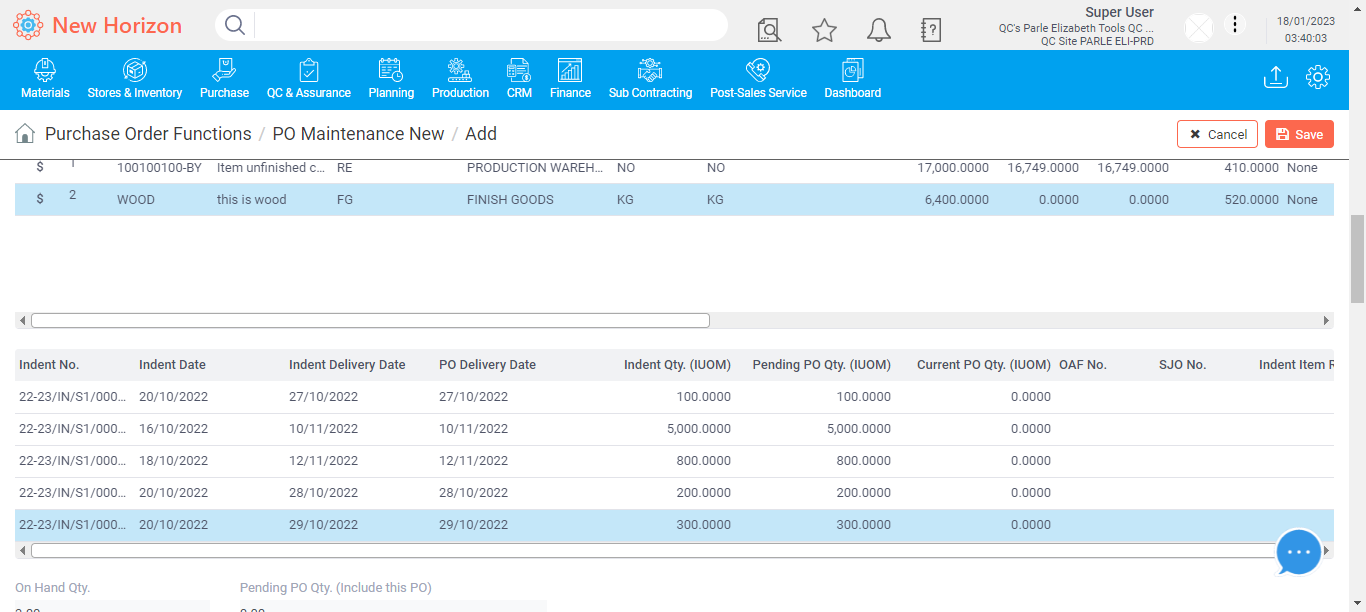 New Horizon
Super User
QC's Parle Elizabeth Tools QC ...
QC Site PARLE ELI-PRD
18/01/2023
03:40:03
Materials Stores & Inventory Purchase QC & Assurance Planning Production CRM Finance Sub Contracting Post-Sales Service Dashboard
Purchase Order Functions / PO Maintenance New / Add
Cancel Save
$ 1 100100100-BY Item unfinished c... RE PRODUCTION WAREH... NO NO 17,000.0000 16,749.0000 16,749.0000 410.0000 None
$ 2 WOOD this is wood FG FINISH GOODS KG KG 6,400.0000 0.0000 0.0000 520.0000 None
Indent No. Indent Date Indent Delivery Date PO Delivery Date Indent Qty. (IUOM) Pending PO Qty. (IUOM) Current PO Qty. (IUOM) OAF No. SJO No. Indent Item R
22-23/IN/S1/000... 20/10/2022 27/10/2022 27/10/2022 100.0000 100.0000 0.0000
22-23/IN/S1/000... 16/10/2022 10/11/2022 10/11/2022 5,000.0000 5,000.0000 0.0000
22-23/IN/S1/000... 18/10/2022 12/11/2022 12/11/2022 800.0000 800.0000 0.0000
22-23/IN/S1/000... 20/10/2022 28/10/2022 28/10/2022 200.0000 200.0000 0.0000
22-23/IN/S1/000... 20/10/2022 29/10/2022 29/10/2022 300.0000 300.0000 0.0000
On Hand Qty. Pending PO Qty. (Include this PO)